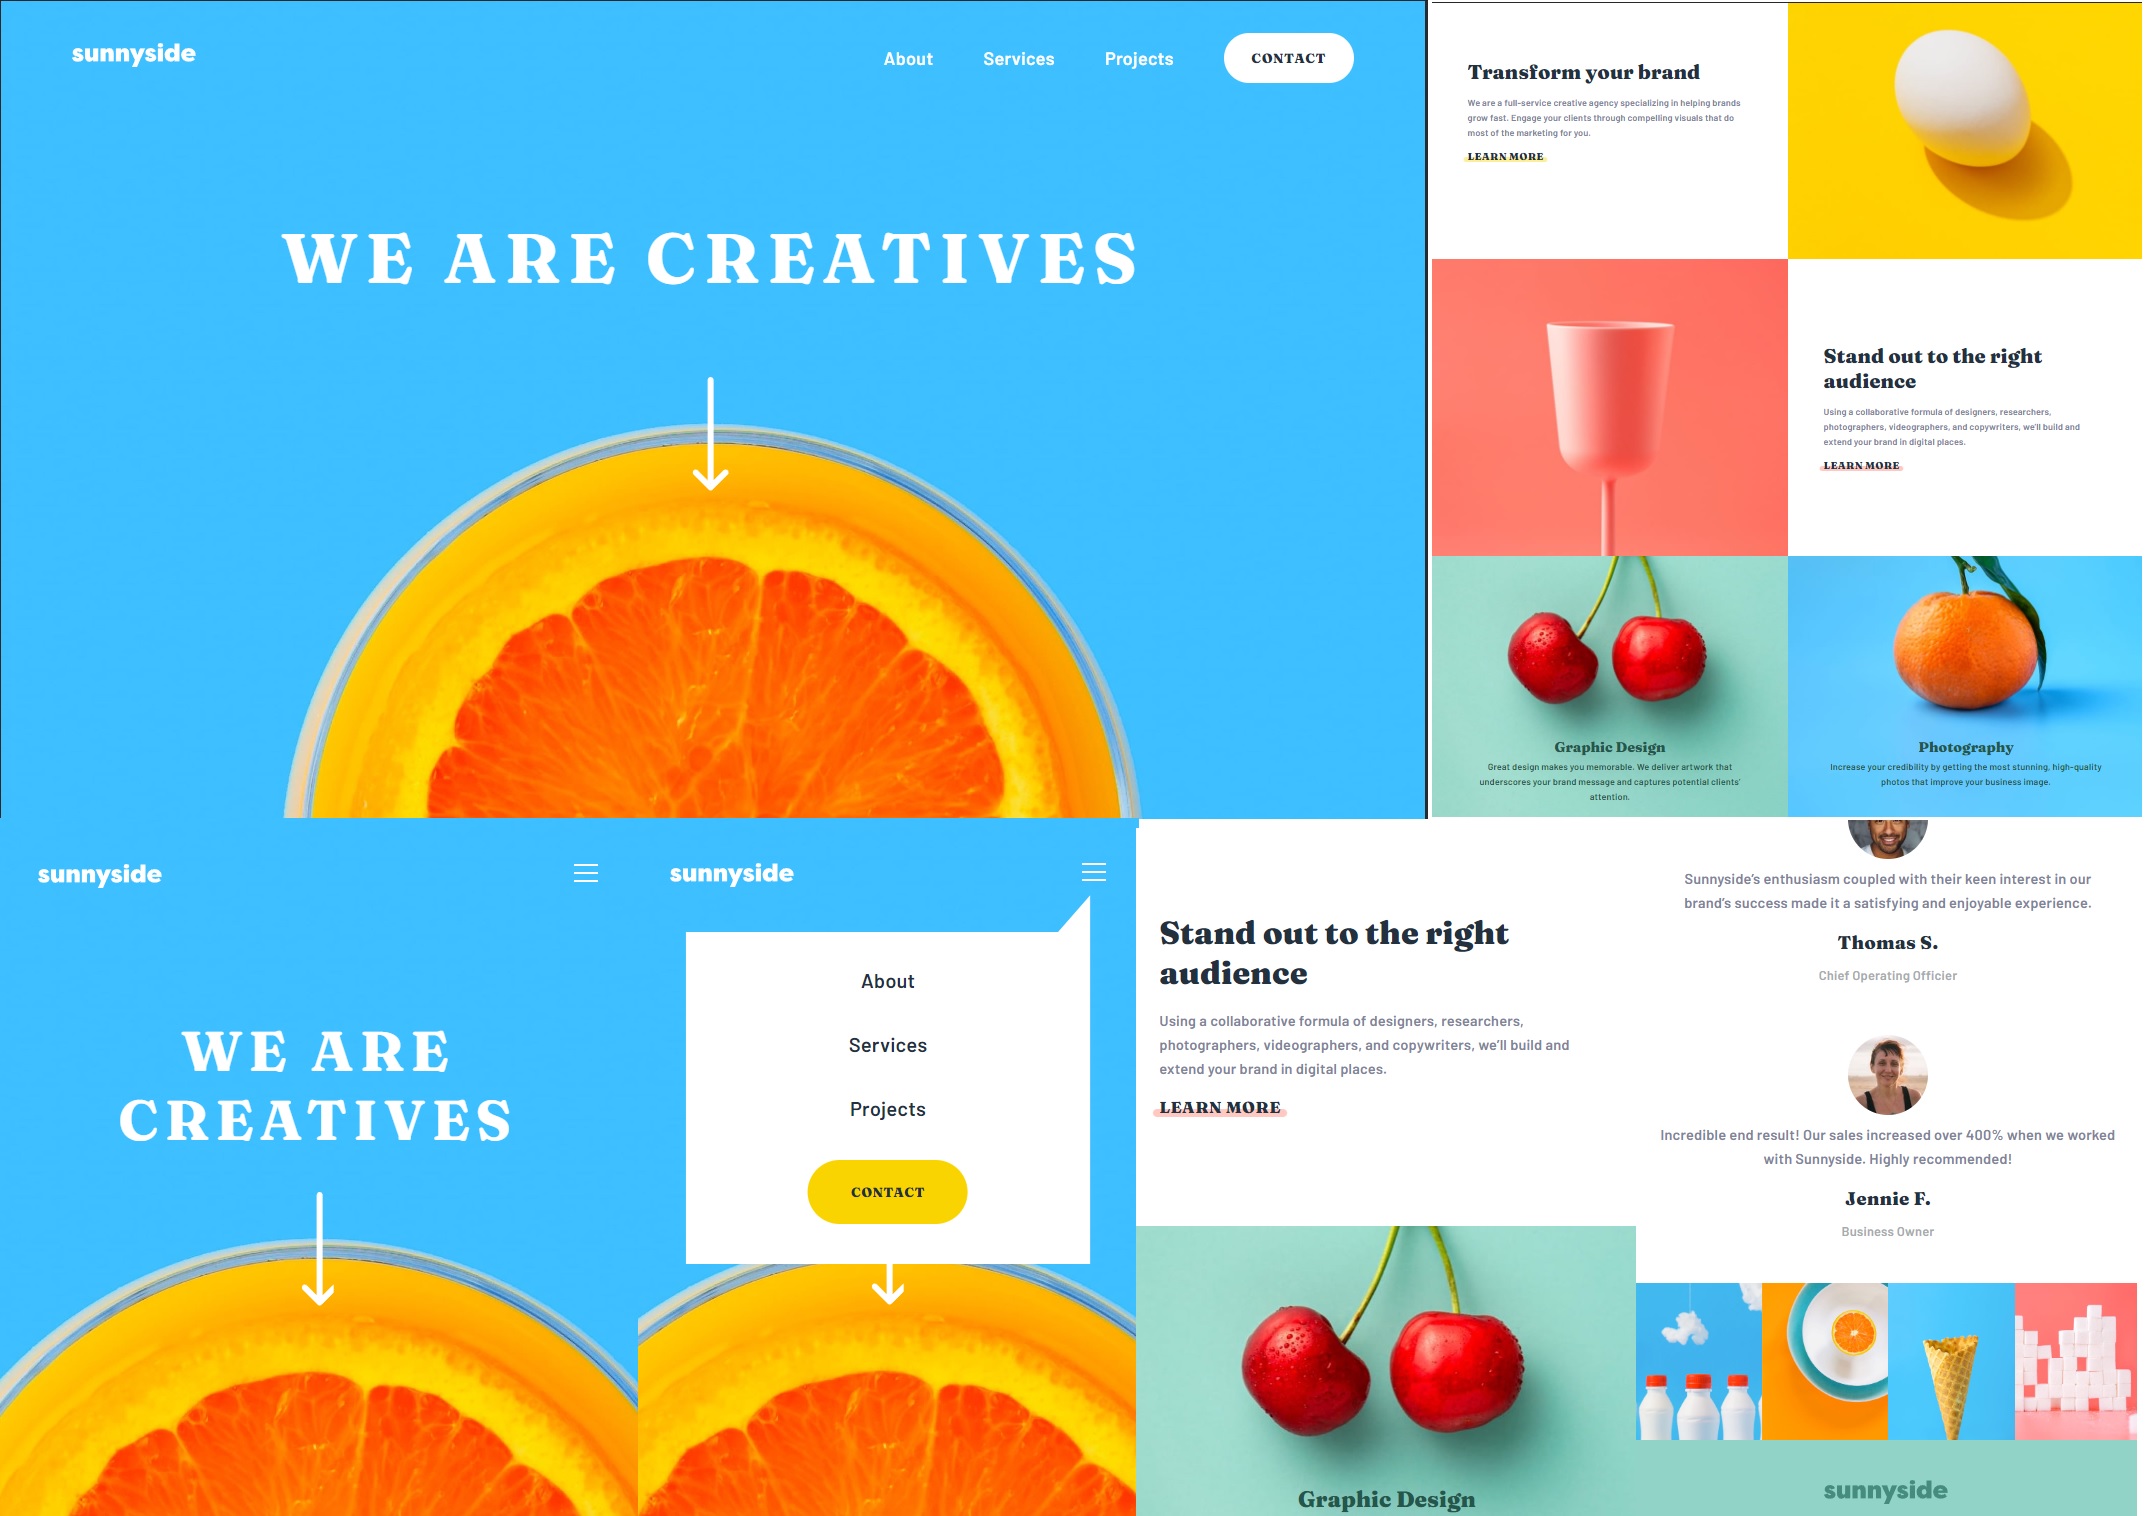 sunnyside
About Services Projects CONTACT
WE ARE CREATIVES
Transform your brand
We are a full-service creative agency specializing in helping brands
grow fast. Engage your clients through compelling visuals that do
most of the marketing for you.
LEARN MORE
Stand out to the right
audience
Using a collaborative formula of designers, researchers,
photographers, videographers, and copywriters, we'll build and
extend your brand in digital places.
LEARN MORE
Graphic Design
Great design makes you memorable. We deliver artwork that
underscores your brand message and captures potential clients'
attention.
Photography
Increase your credibility by getting the most stunning, high-quality
photos that improve your business image.
sunnyside
WE ARE
CREATIVES
sunnyside
About
Services
Projects
CONTACT
Stand out to the right
audience
Using a collaborative formula of designers, researchers,
photographers, videographers, and copywriters, we'll build and
extend your brand in digital places.
LEARN MORE
Graphic Design
Sunnyside's enthusiasm coupled with their keen interest in our
brand's success made it a satisfying and enjoyable experience.
Thomas S.
Chief Operating Officier
Incredible end result! Our sales increased over 400% when we worked
with Sunnyside. Highly recommended!
Jennie F.
Business Owner
sunnyside